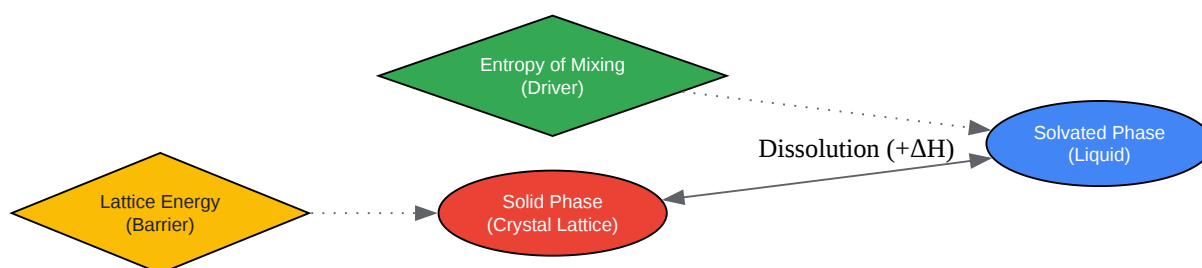 Entropy of Mixing
(Driver)
Dissolution (+ΔH)
Solvated Phase
(Liquid)
Lattice Energy
(Barrier)
Solid Phase
(Crystal Lattice)